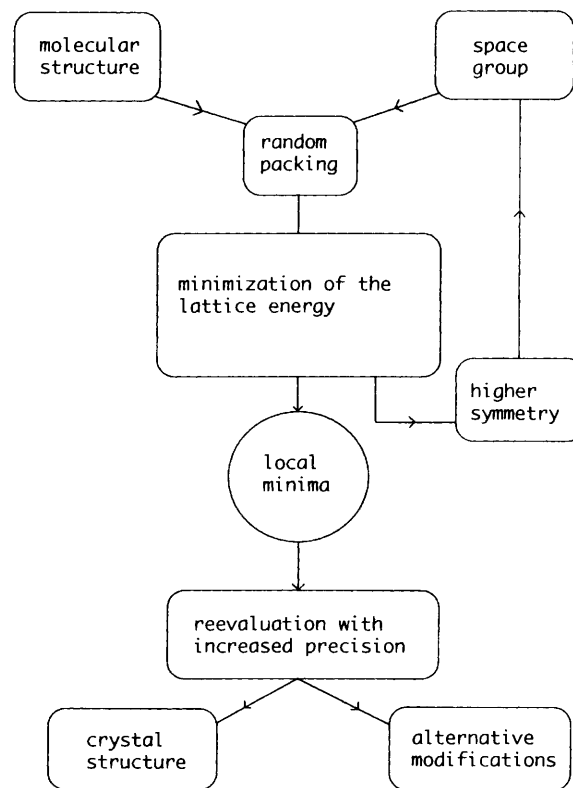 molecular
structure
space
group
random
packing
minimization of the
lattice energy
higher
symmetry
local
minima
reevaluation with
increased precision
crystal
structure
alternative
modifications